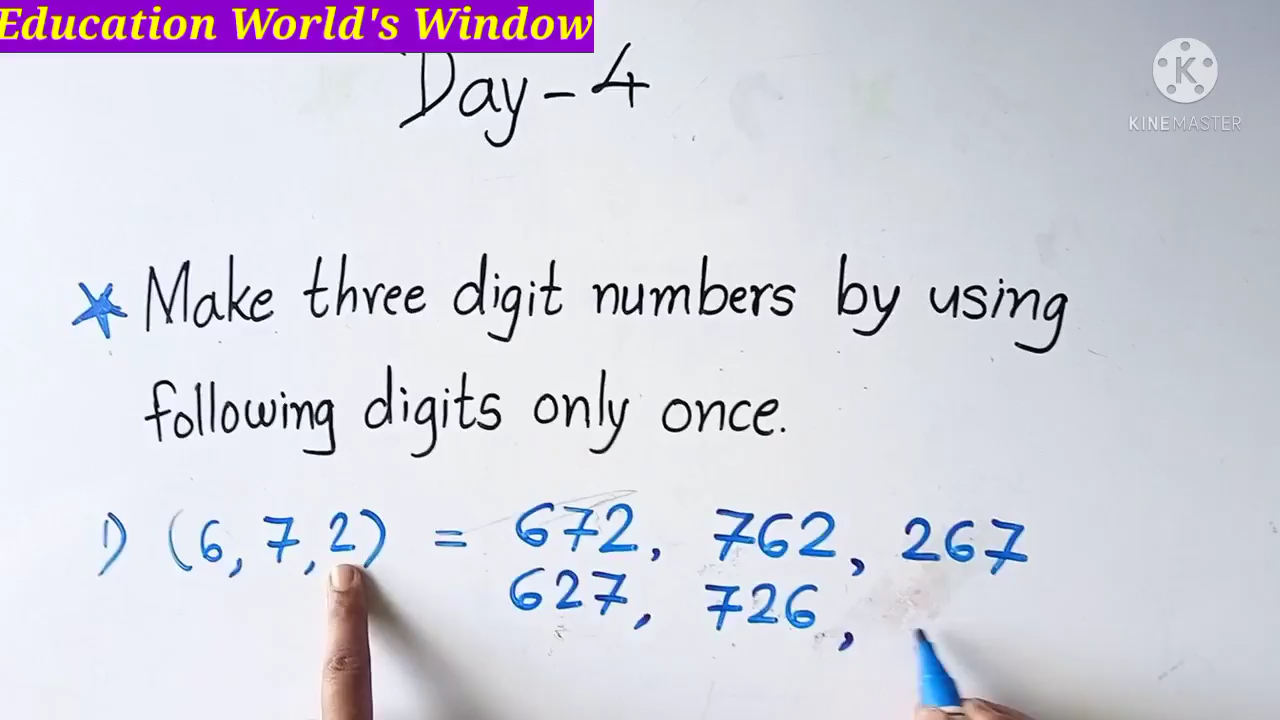 Education World's Window
Day-4
KINEMASTER
Make three digit numbers by using
following digits only once.
1) (6, 7, 2) = 672, 762, 267
627, 726,